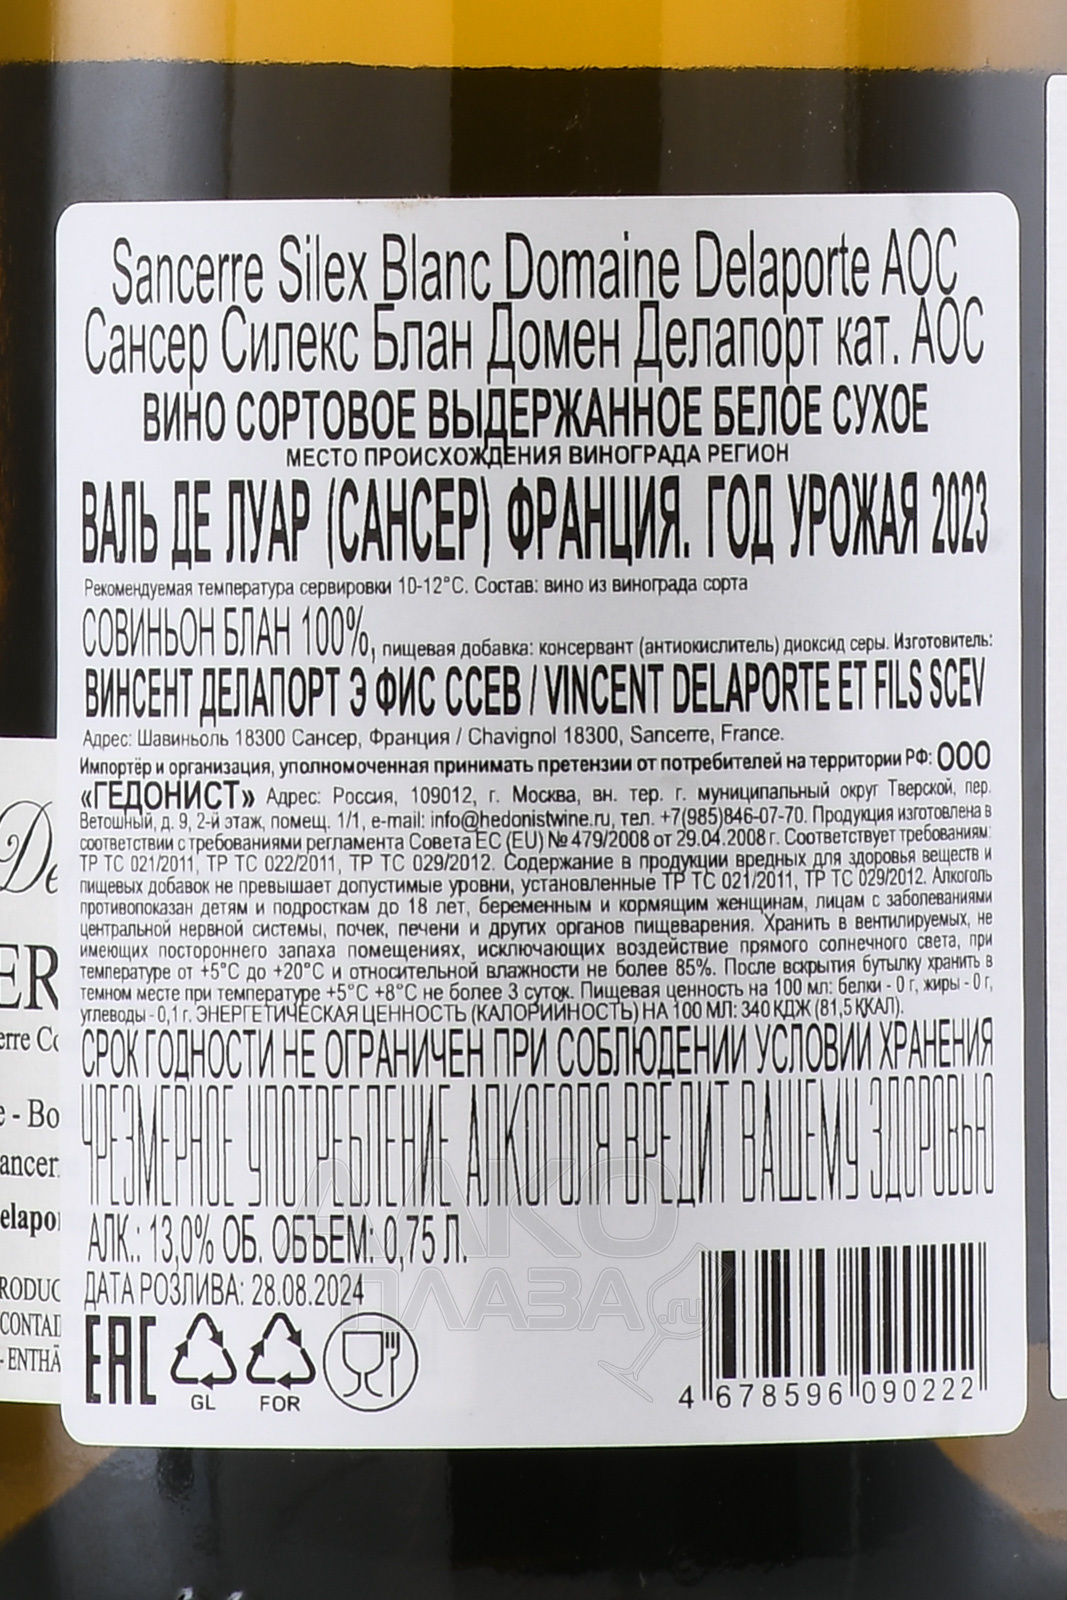 Sancerre Silex Blanc Domaine Delaporte AOC
Сансер Силекс Блан Домен Делапорт кат. АОС
ВИНО СОРТОВОЕ ВЫДЕРЖАННОЕ БЕЛОЕ СУХОЕ
МЕСТО ПРОИСХОЖДЕНИЯ ВИНОГРАДА РЕГИОН
ВАЛЬ ДЕ ЛУАР (САНСЕР) ФРАНЦИЯ. ГОД УРОЖАЯ 2023
Рекомендуемая температура сервировки 10-12°С. Состав: вино из винограда сорта
СОВИНЬОН БЛАН 100%, пищевая добавка: консервант (антиокислитель) диоксид серы. Изготовитель:
ВИНСЕНТ ДЕЛАПОРТ Э ФИС ССЕВ / VINCENT DELAPORTE ET FILS SCEV
Адрес: Шавиньоль 18300 Сансер, Франция / Chavignol 18300, Sancerre, France.
Импортёр и организация, уполномоченная принимать претензии от потребителей на территории РФ: ООО
«ГЕДОНИСТ» Адрес: Россия, 109012, г. Москва, вн. тер. г. муниципальный округ Тверской, пер.
Ветошный, д. 9, 2-й этаж, помещ. 1/1, e-mail: info@hedonistwine.ru, тел. +7(985)846-07-70. Продукция изготовлена в
соответствии с требованиями регламента Совета ЕС (EU) № 479/2008 от 29.04.2008 г. Соответствует требованиям:
ТР ТС 021/2011, ТР ТС 022/2011, ТР ТС 029/2012. Содержание в продукции вредных для здоровья веществ и
пищевых добавок не превышает допустимые уровни, установленные ТР ТС 021/2011, ТР ТС 029/2012. Алкоголь
противопоказан детям и подросткам до 18 лет, беременным и кормящим женщинам, лицам с заболеваниями
центральной нервной системы, почек, печени и других органов пищеварения. Хранить в вентилируемых, не
имеющих постороннего запаха помещениях, исключающих воздействие прямого солнечного света, при
температуре от +5°С до +20°С и относительной влажности не более 85%. После вскрытия бутылку хранить в
темном месте при температуре +5°С +8°С не более 3 суток. Пищевая ценность на 100 мл: белки - 0 г, жиры - 0 г,
углеводы - 0,1 г. ЭНЕРГЕТИЧЕСКАЯ ЦЕННОСТЬ (КАЛОРИЙНОСТЬ) НА 100 МЛ: 340 КДЖ (81,5 ККАЛ).
СРОК ГОДНОСТИ НЕ ОГРАНИЧЕН ПРИ СОБЛЮДЕНИИ УСЛОВИИ ХРАНЕНИЯ
ЧРЕЗМЕРНОЕ УПОТРЕБЛЕНИЕ АЛКОГОЛЯ ВРЕДИТ ВАШЕМУ ЗДОРОВЬЮ
АЛК.: 13,0% ОБ. ОБЪЕМ: 0,75 Л.
ДАТА РОЗЛИВА: 28.08.2024
EAC
GL
FOR
4 678596 090222
АЛКО
ПЛАЗА.ru
De
ER
erre Co
e - Bo
ancer
elapo
RODUC
CONTAI
- ENTHÄ